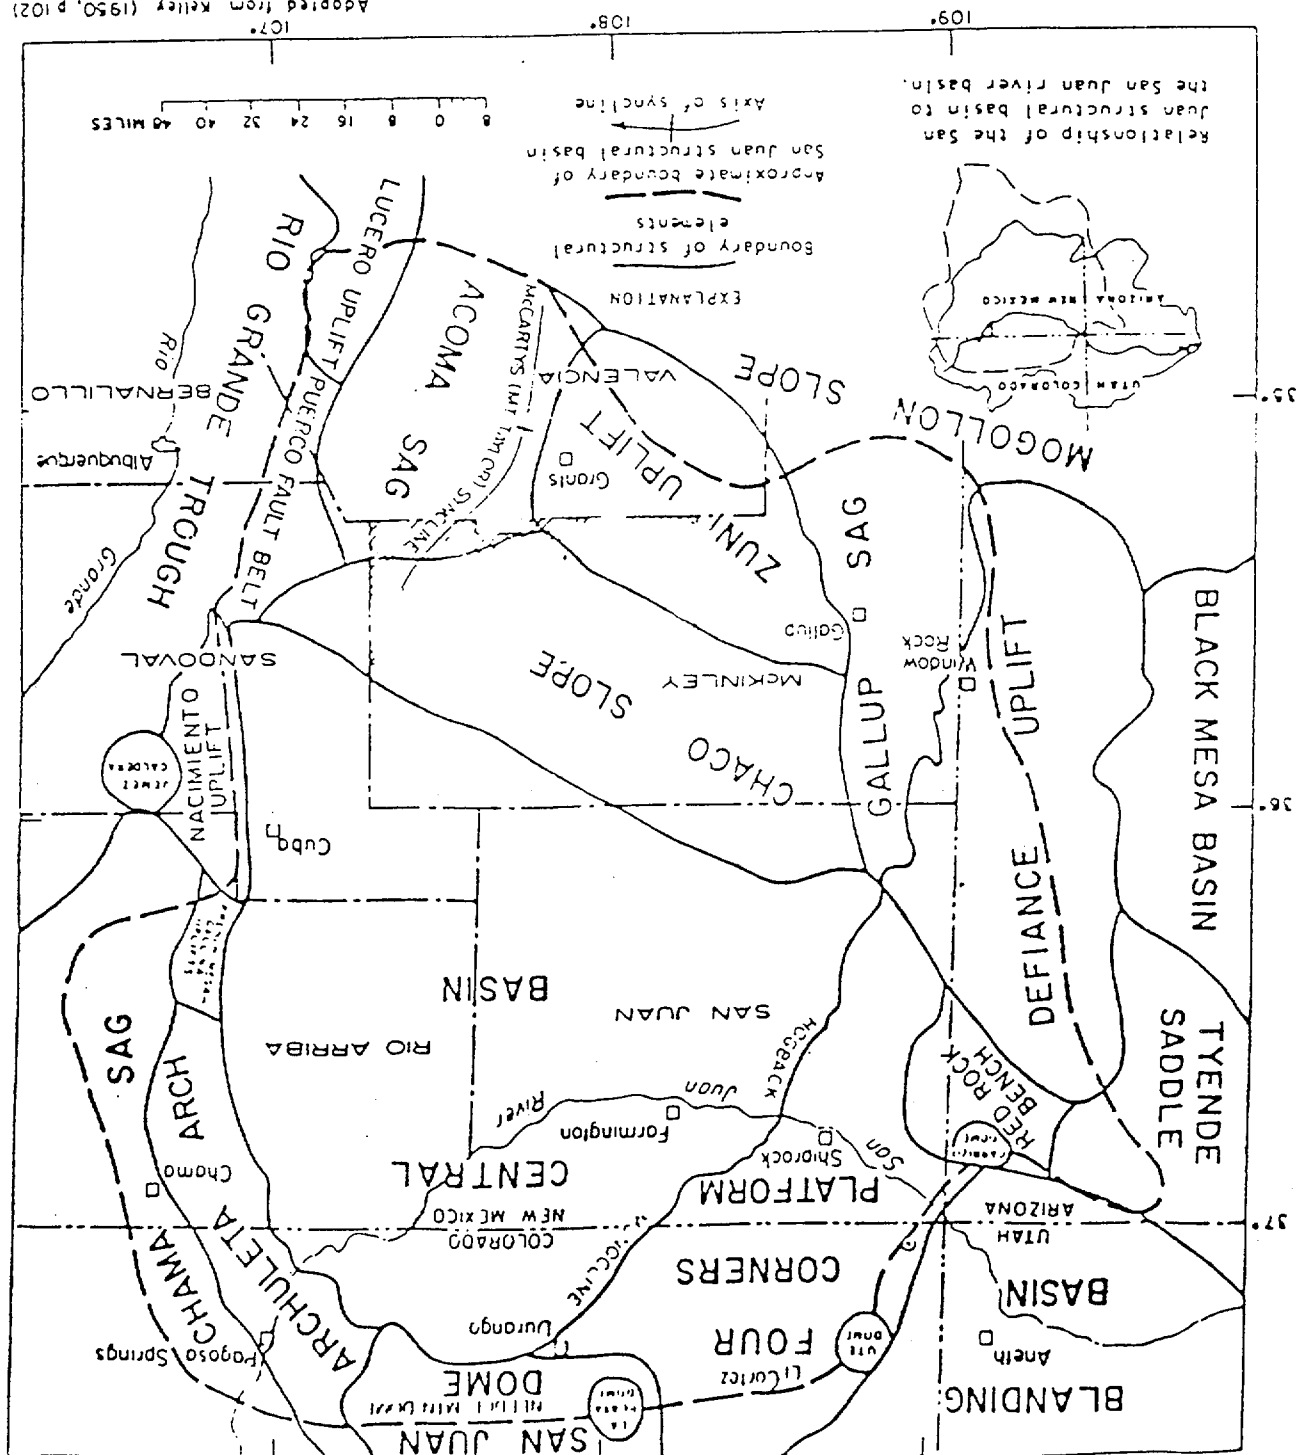 SAN JUAN
DOME
BLANDING
BASIN
Aneth
UTE
DOME
LA
PLATA
DOME
Cortez
Durango
Pagosa Springs
FOUR
CORNERS
PLATFORM
ARCHULETA
ARCH
CHAMA
SAG
UTAH
ARIZONA
COLORADO
NEW MEXICO
37°
TYENDE
SADDLE
RED ROCK
BENCH
Shiprock
San
Juan
River
Farmington
CENTRAL
BASIN
Chama
HOGBACK
SAN JUAN
RIO ARRIBA
DEFIANCE
UPLIFT
BLACK MESA BASIN
36°
Cuba
NACIMIENTO
UPLIFT
JEMEZ
CALDERA
CHACO
SLOPE
GALLUP
SAG
Window
Rock
Gallup
McKINLEY
SANDOVAL
ZUNI
UPLIFT
Grants
VALENCIA
ACOMA
SAG
McCARTYS (MT. TAYLOR) SYNCLINE
PUERCO FAULT BELT
LUCERO UPLIFT
RIO
GRANDE
TROUGH
Rio
Grande
Albuquerque
BERNALILLO
MOGOLLON
SLOPE
35°
UTAH
COLORADO
ARIZONA
NEW MEXICO
Relationship of the San
Juan structural basin to
the San Juan river basin.
EXPLANATION
Boundary of structural
elements
Approximate boundary of
San Juan structural basin
Axis of syncline
8 0 8 16 24 32 40 48 MILES
109°
108°
107°
Adapted from Kelley (1950, p 102)